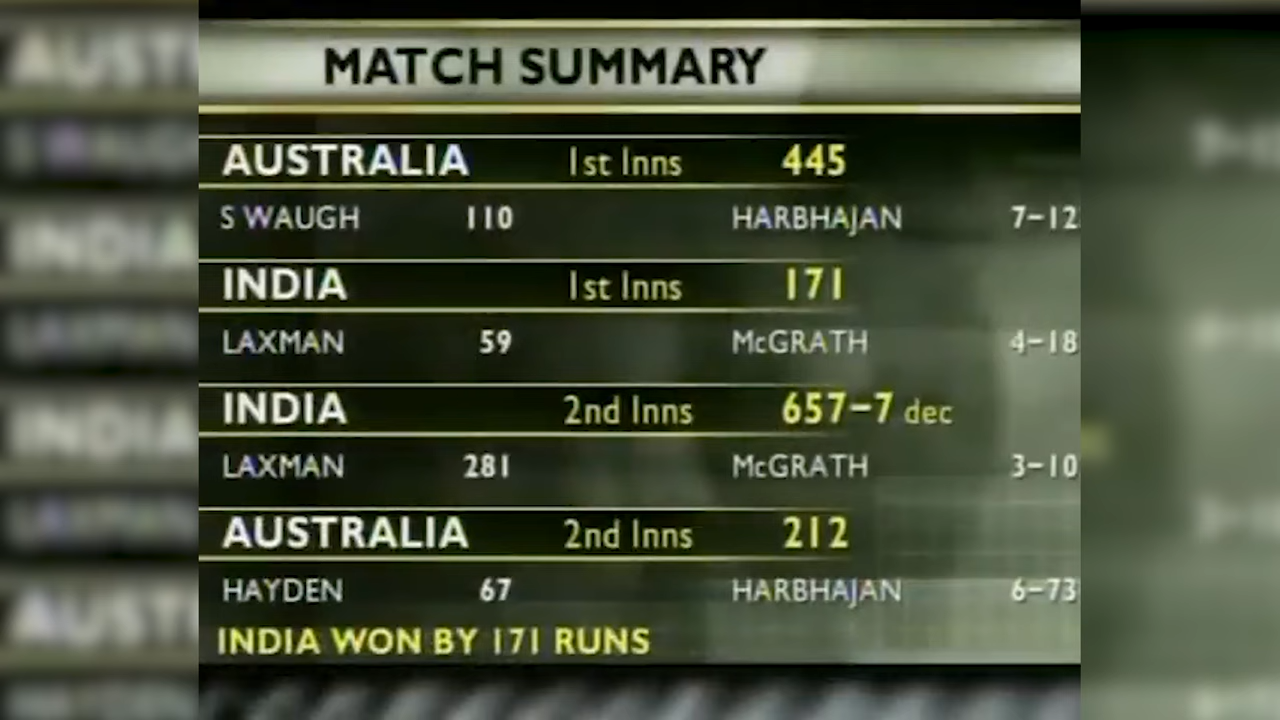 MATCH SUMMARY
AUSTRALIA 1st Inns 445
S WAUGH 110 HARBHAJAN 7-12
INDIA 1st Inns 171
LAXMAN 59 McGRATH 4-18
INDIA 2nd Inns 657-7 dec
LAXMAN 281 McGRATH 3-10
AUSTRALIA 2nd Inns 212
HAYDEN 67 HARBHAJAN 6-73
INDIA WON BY 171 RUNS